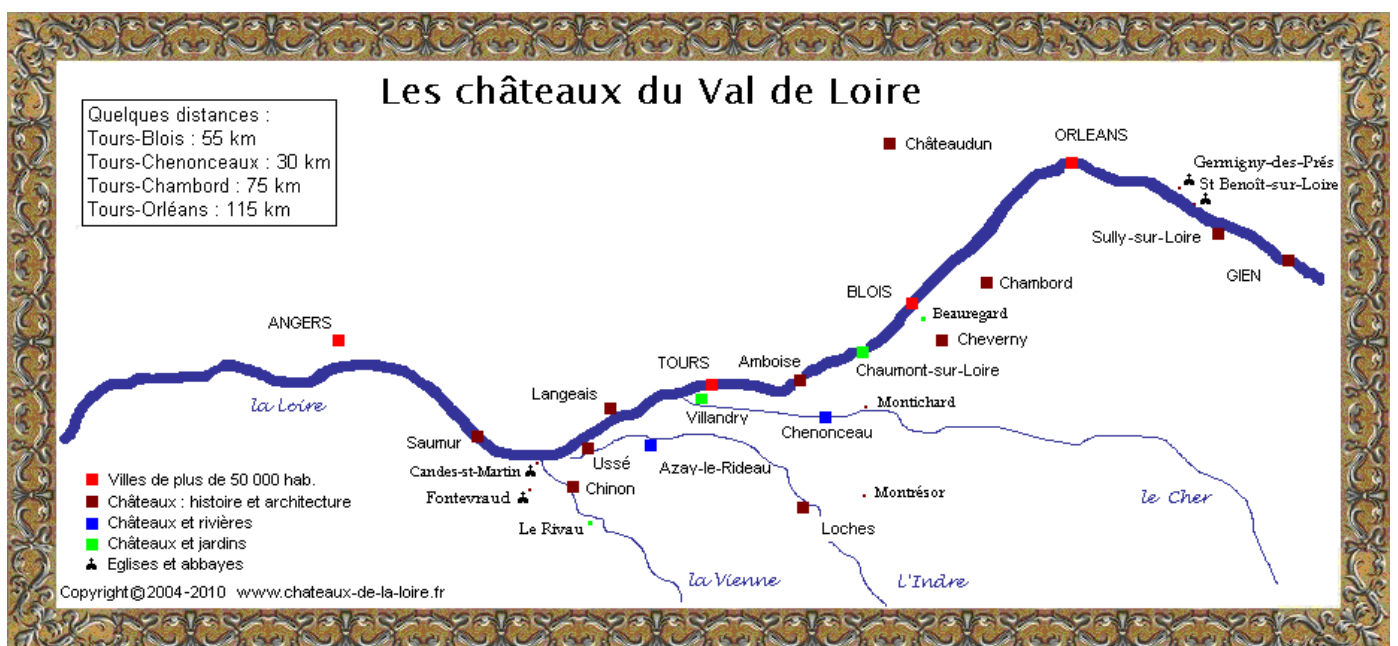 Les châteaux du Val de Loire
Quelques distances :
Tours-Blois : 55 km
Tours-Chenonceaux : 30 km
Tours-Chambord : 75 km
Tours-Orléans : 115 km
ORLEANS
Châteaudun
Germigny-des-Prés
St Benoît-sur-Loire
Sully-sur-Loire
GIEN
Chambord
BLOIS
Beauregard
Cheverny
ANGERS
TOURS
Amboise
Chaumont-sur-Loire
Langeais
la Loire
Villandry
Montichard
Chenonceau
Saumur
Ussé
Azay-le-Rideau
Candes-st-Martin
Fontevraud
Chinon
Montrésor
le Cher
Le Rivau
Loches
la Vienne
L'Indre
Villes de plus de 50 000 hab.
Châteaux : histoire et architecture
Châteaux et rivières
Châteaux et jardins
Eglises et abbayes
Copyright©2004-2010 www.chateaux-de-la-loire.fr